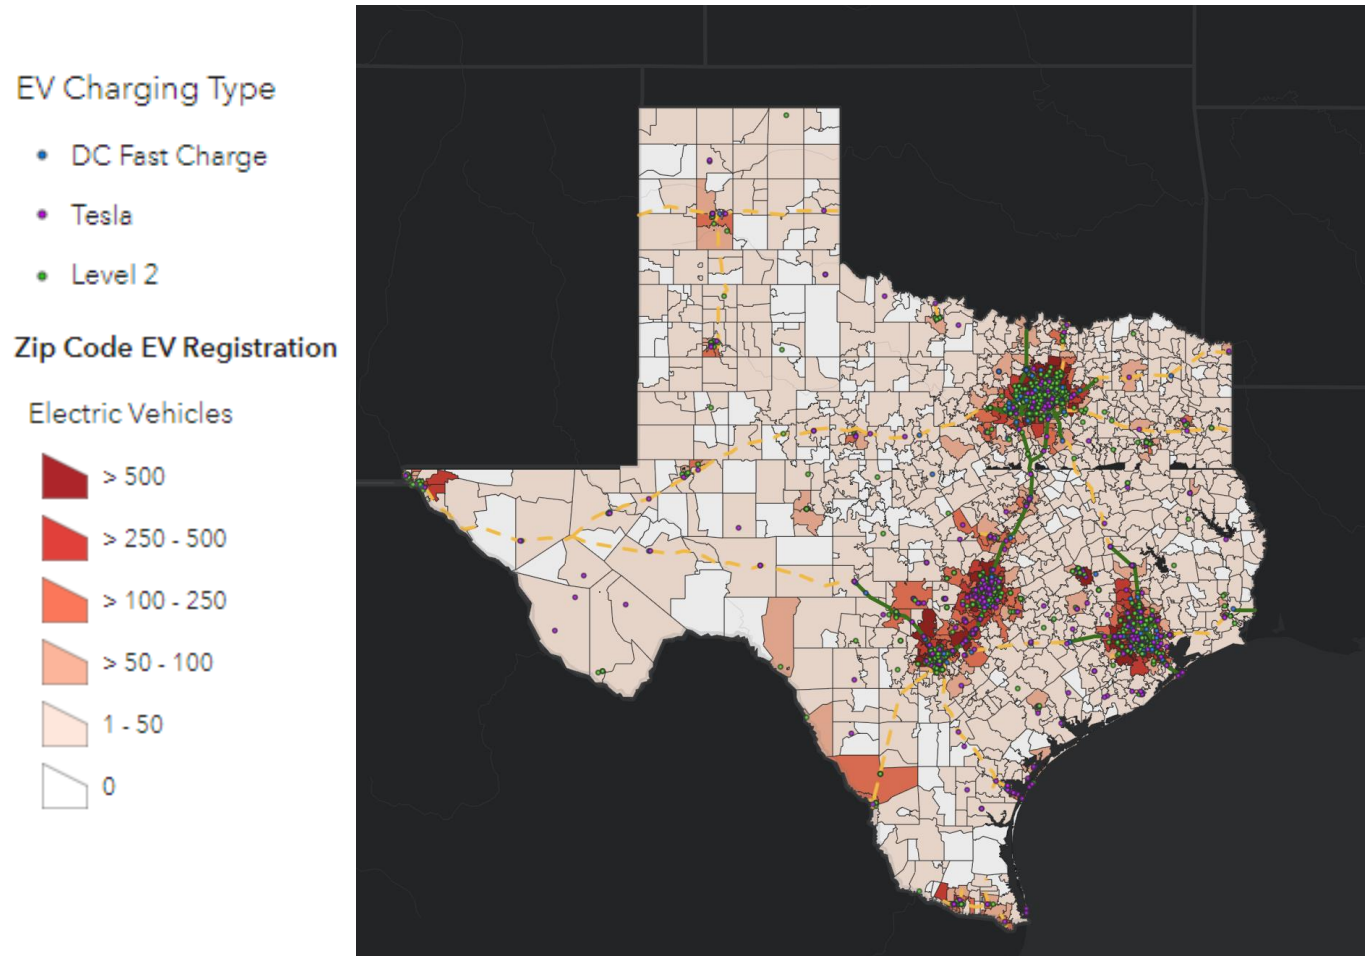 EV Charging Type
DC Fast Charge
Tesla
Level 2
Zip Code EV Registration
Electric Vehicles
> 500
> 250 - 500
> 100 - 250
> 50 - 100
1 - 50
0